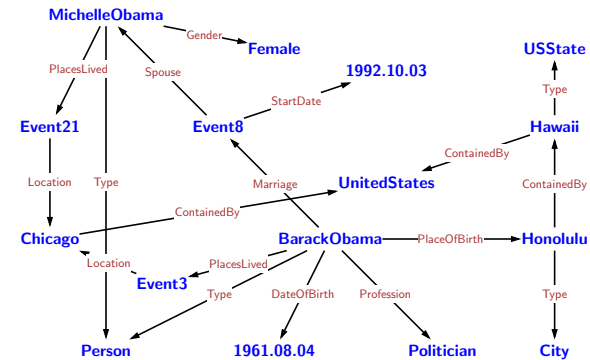 MichelleObama
Gender
Female
USState
PlacesLived
Spouse
1992.10.03
StartDate
Type
Event21
Event8
Hawaii
ContainedBy
Location
Type
Marriage
UnitedStates
ContainedBy
ContainedBy
Chicago
BarackObama
PlaceOfBirth
Honolulu
Location
PlacesLived
Event3
Type
DateOfBirth
Profession
Type
Person
1961.08.04
Politician
City